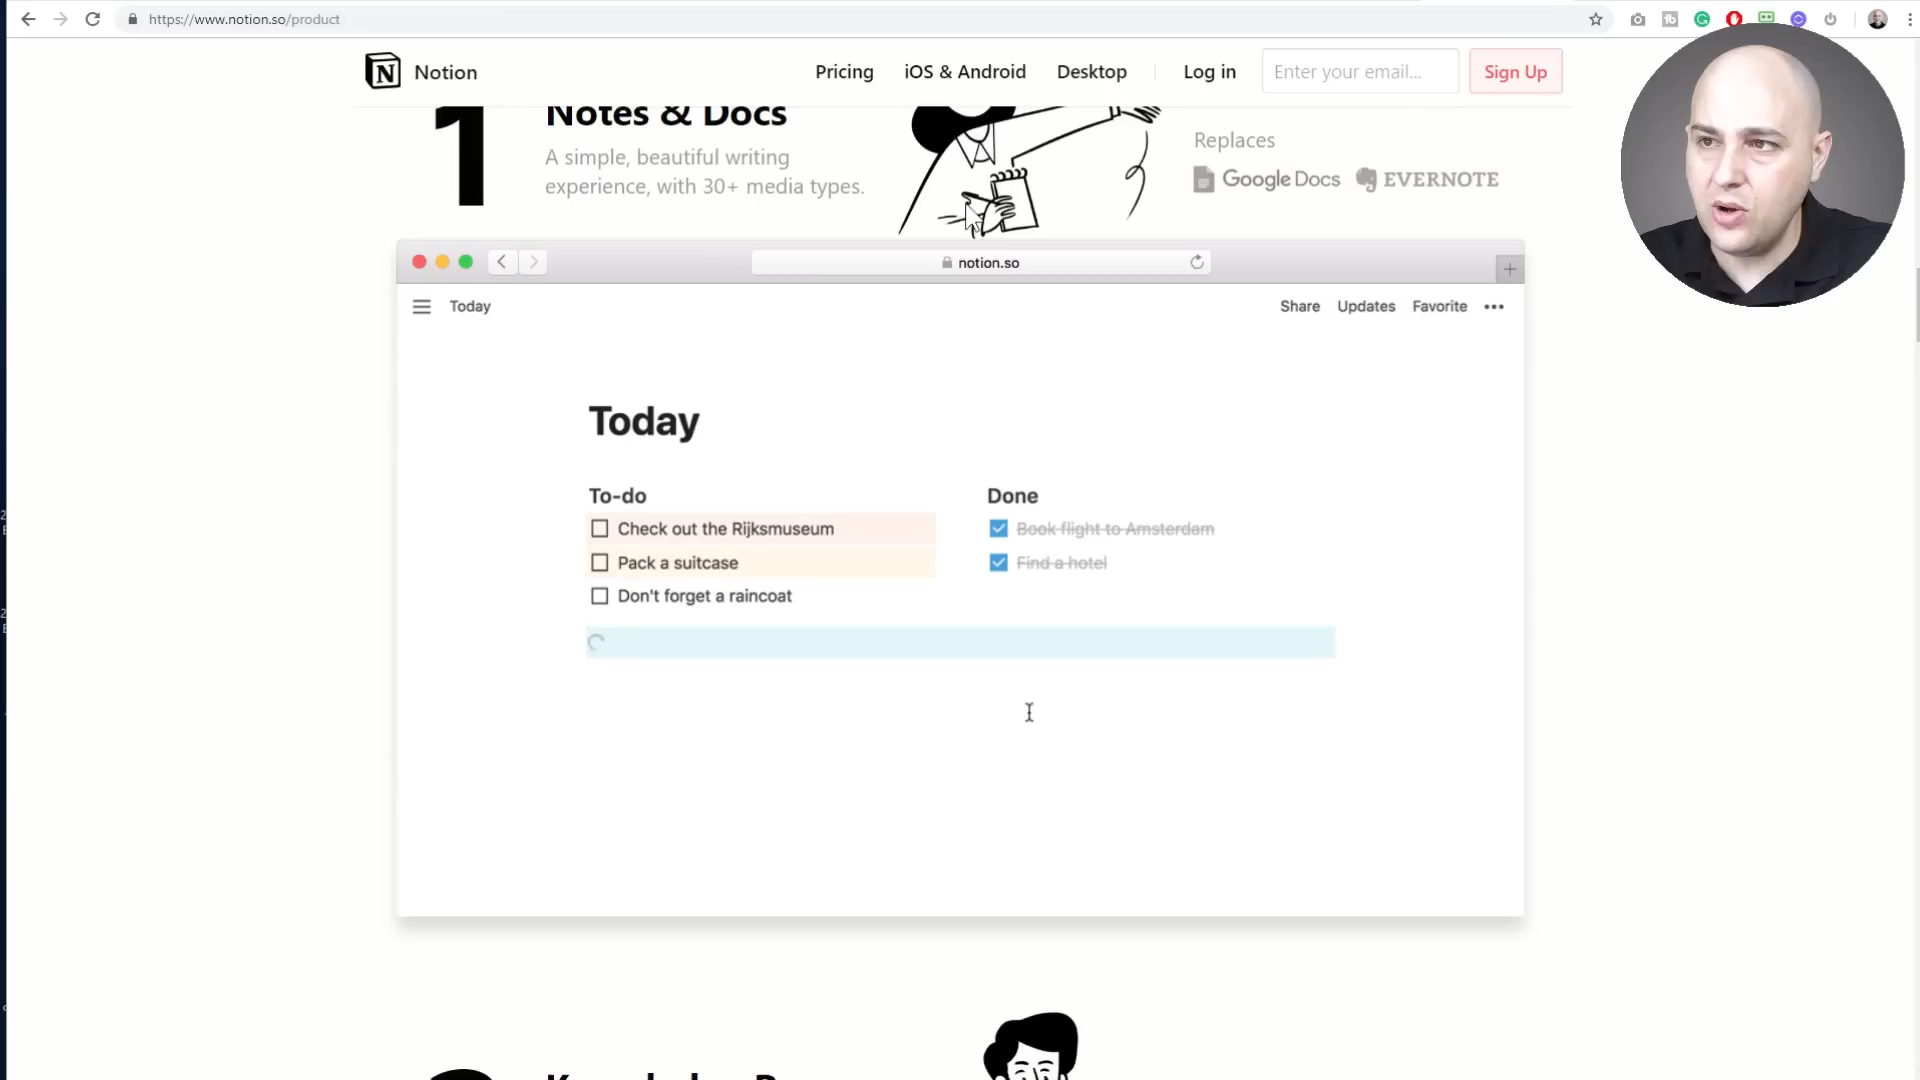 https://www.notion.so/product
Notion
Pricing
iOS & Android
Desktop
Log in
Enter your email...
Sign Up
1
Notes & Docs
A simple, beautiful writing
experience, with 30+ media types.
Replaces
Google Docs
EVERNOTE
notion.so
Today
Share
Updates
Favorite
Today
To-do
Check out the Rijksmuseum
Pack a suitcase
Don't forget a raincoat
Done
Book flight to Amsterdam
Find a hotel